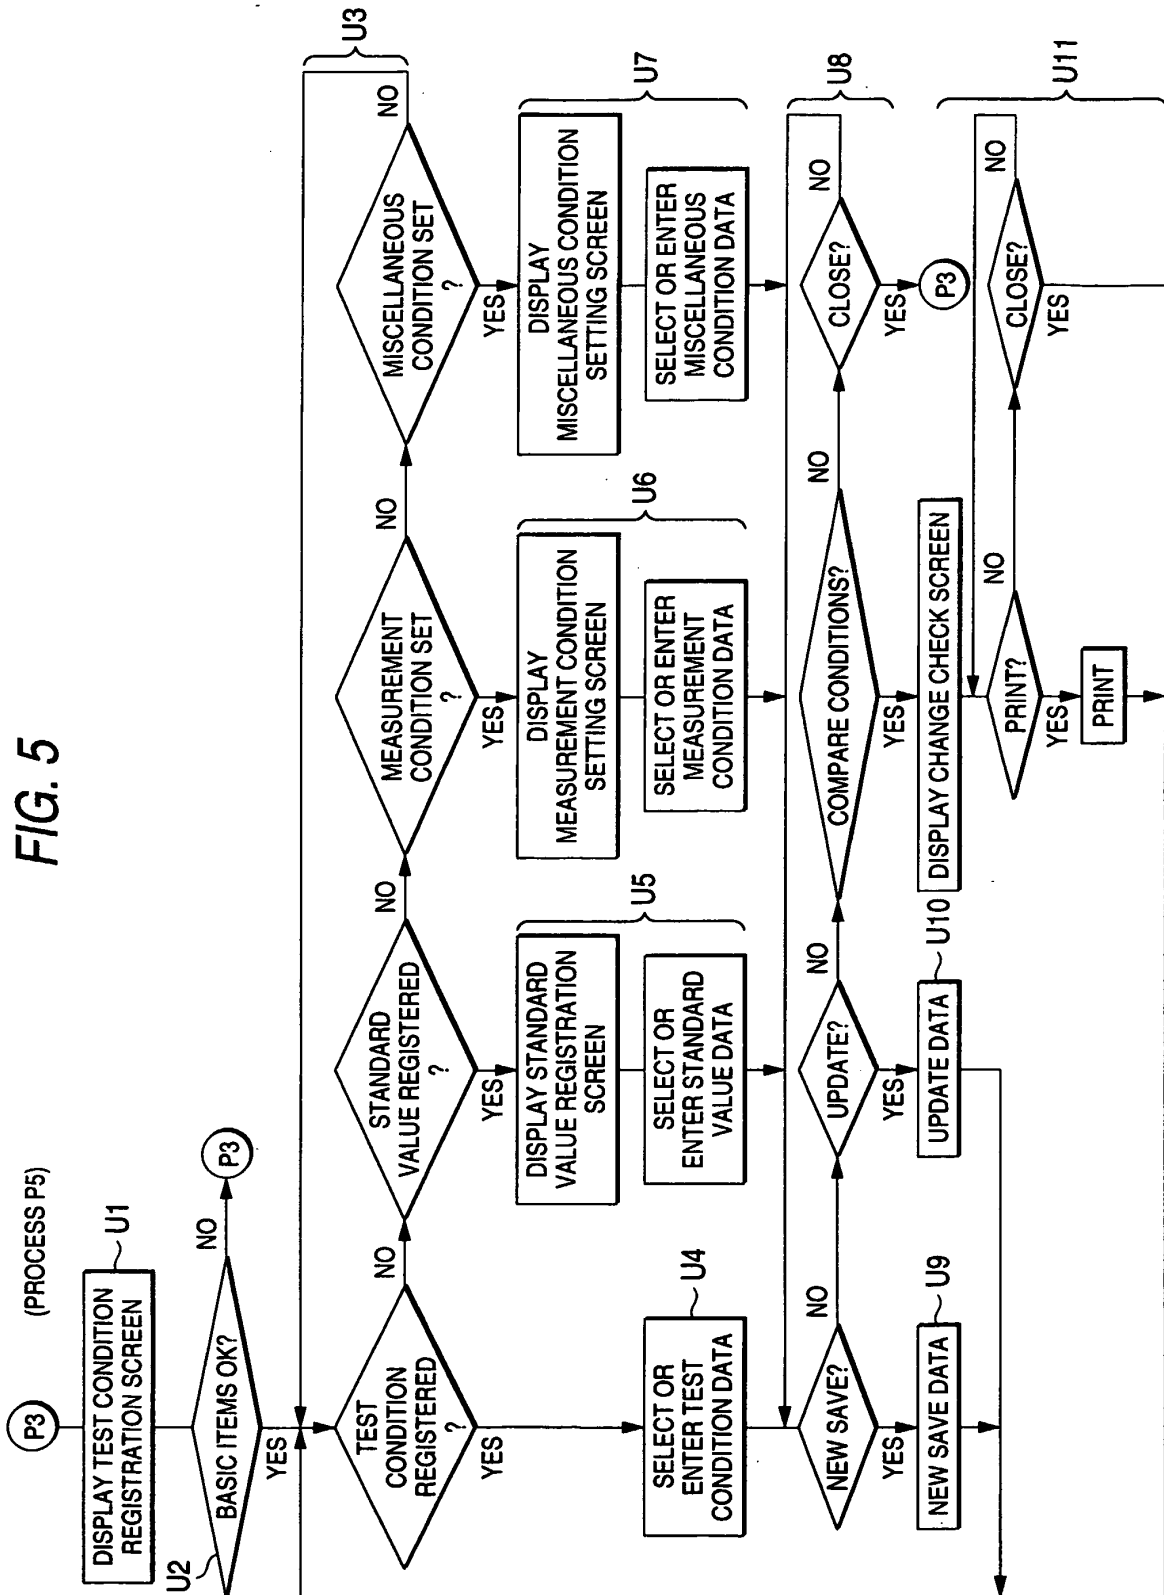 FIG. 5
(PROCESS P5)
P3
DISPLAY TEST CONDITION
REGISTRATION SCREEN
U1
U2
BASIC ITEMS OK?
NO
P3
YES
U3
TEST
CONDITION
REGISTERED
?
NO
YES
STANDARD
VALUE REGISTERED
?
NO
YES
MEASUREMENT
CONDITION SET
?
NO
YES
MISCELLANEOUS
CONDITION SET
?
NO
YES
SELECT OR
ENTER TEST
CONDITION DATA
U4
DISPLAY STANDARD
VALUE REGISTRATION
SCREEN
SELECT OR
ENTER STANDARD
VALUE DATA
U5
DISPLAY
MEASUREMENT CONDITION
SETTING SCREEN
SELECT OR ENTER
MEASUREMENT
CONDITION DATA
U6
DISPLAY
MISCELLANEOUS CONDITION
SETTING SCREEN
SELECT OR ENTER
MISCELLANEOUS
CONDITION DATA
U7
NEW SAVE?
NO
YES
UPDATE?
NO
YES
COMPARE CONDITIONS?
NO
YES
CLOSE?
NO
YES
U8
P3
NEW SAVE DATA
U9
UPDATE DATA
U10
DISPLAY CHANGE CHECK SCREEN
U11
PRINT?
NO
YES
CLOSE?
NO
YES
PRINT